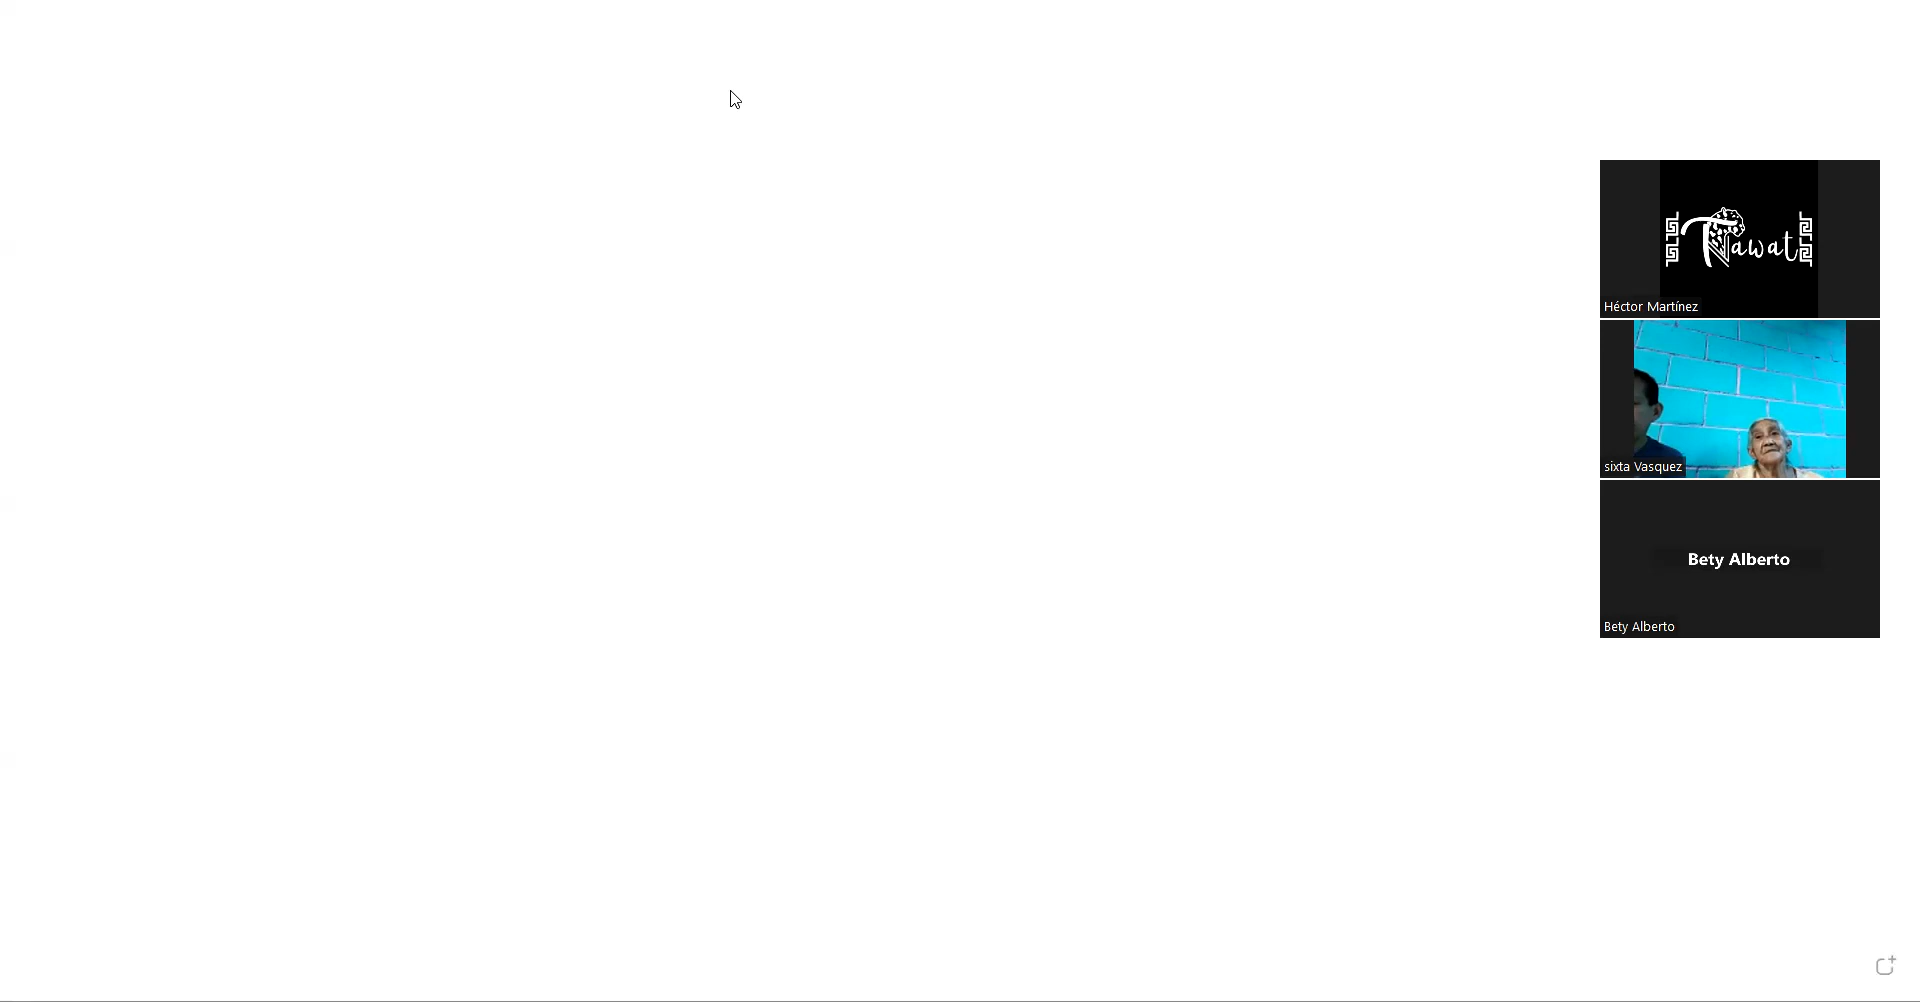 Tawat
Héctor Martínez
sixta Vasquez
Bety Alberto
Bety Alberto